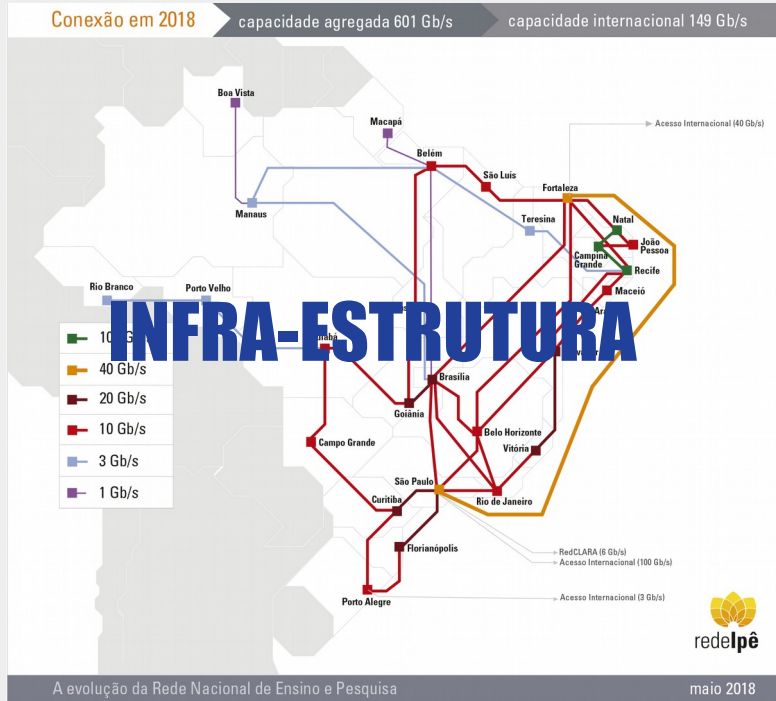 Conexão em 2018
capacidade agregada 601 Gb/s
capacidade internacional 149 Gb/s
Boa Vista
Macapá
Acesso Internacional (40 Gb/s)
Belém
São Luís
Fortaleza
Manaus
Teresina
Natal
João
Pessoa
Campina
Grande
Recife
Rio Branco
Porto Velho
Maceió
INFRA-ESTRUTURA
40 Gb/s
20 Gb/s
10 Gb/s
3 Gb/s
1 Gb/s
Brasília
Goiânia
Campo Grande
Belo Horizonte
Vitória
São Paulo
Rio de Janeiro
Curitiba
Florianópolis
RedCLARA (6 Gb/s)
Acesso Internacional (100 Gb/s)
Porto Alegre
Acesso Internacional (3 Gb/s)
redeIpê
A evolução da Rede Nacional de Ensino e Pesquisa
maio 2018